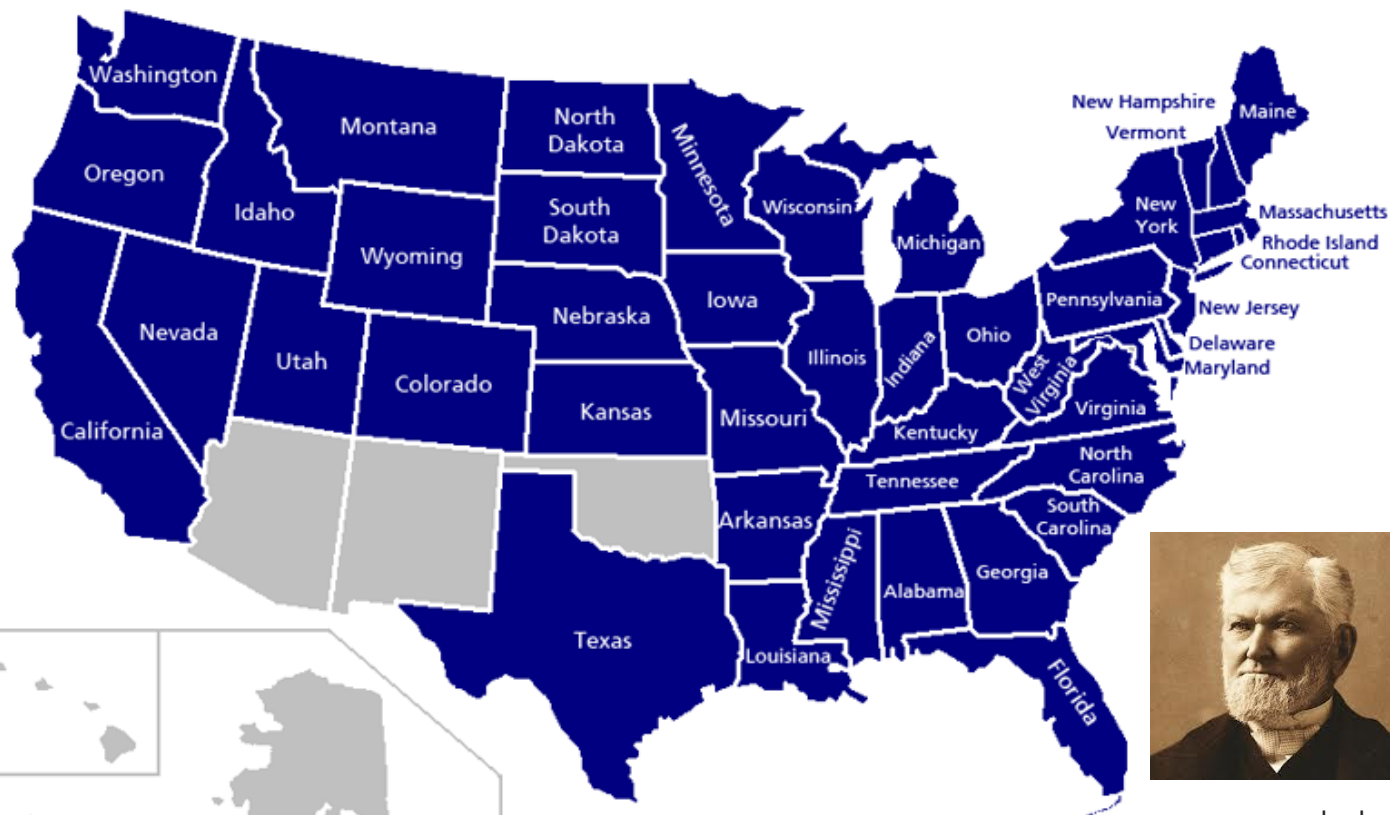 Washington
Montana
North
Dakota
Minnesota
New Hampshire
Vermont
Maine
Oregon
Idaho
South
Dakota
Wisconsin
Michigan
New
York
Massachusetts
Rhode Island
Connecticut
Wyoming
Nebraska
Iowa
Pennsylvania
New Jersey
Nevada
Utah
Colorado
Illinois
Indiana
Ohio
West
Virginia
Delaware
Maryland
California
Kansas
Missouri
Kentucky
Virginia
Tennessee
North
Carolina
South
Carolina
Arkansas
Mississippi
Alabama
Georgia
Texas
Louisiana
Florida